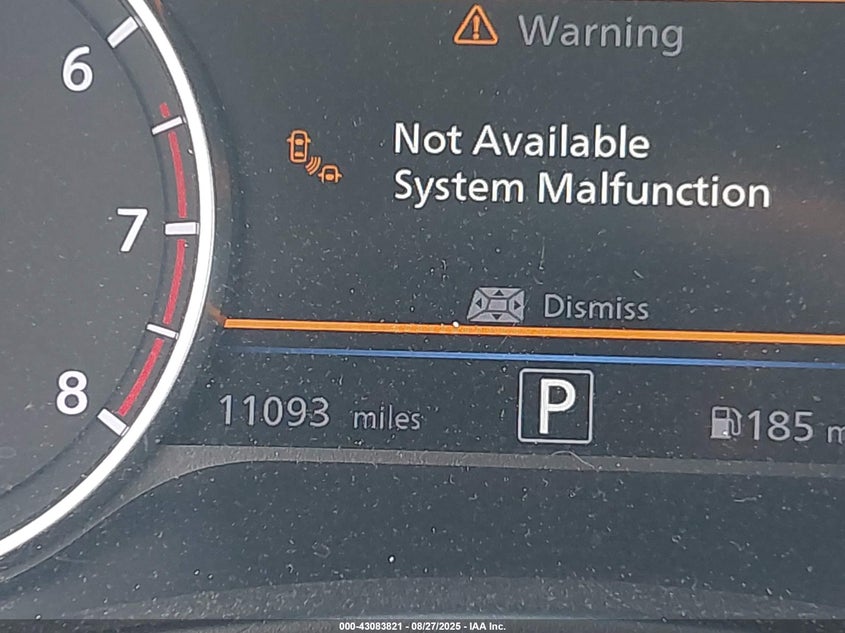 6
Warning
Not Available
System Malfunction
7
Dismiss
8
11093 miles
P
185 m
000-43083821 - 08/27/2025 - IAA Inc.